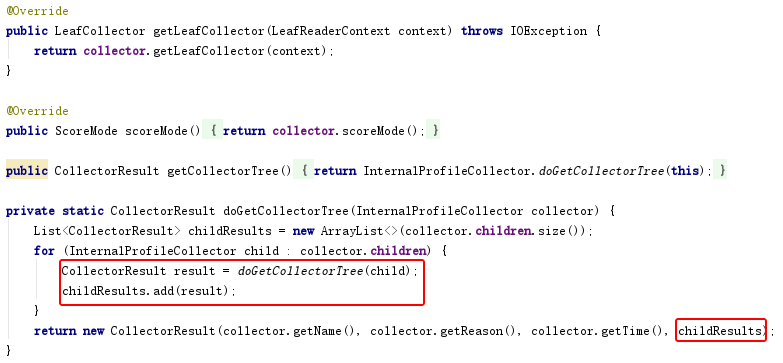 @Override
public LeafCollector getLeafCollector(LeafReaderContext context) throws IOException {
    return collector.getLeafCollector(context);
}
@Override
public ScoreMode scoreMode() { return collector.scoreMode(); }
public CollectorResult getCollectorTree() { return InternalProfileCollector.doGetCollectorTree(this); }
private static CollectorResult doGetCollectorTree(InternalProfileCollector collector) {
    List<CollectorResult> childResults = new ArrayList<>(collector.children.size());
    for (InternalProfileCollector child : collector.children) {
        CollectorResult result = doGetCollectorTree(child);
        childResults.add(result);
    }
    return new CollectorResult(collector.getName(), collector.getReason(), collector.getTime(), childResults);
}